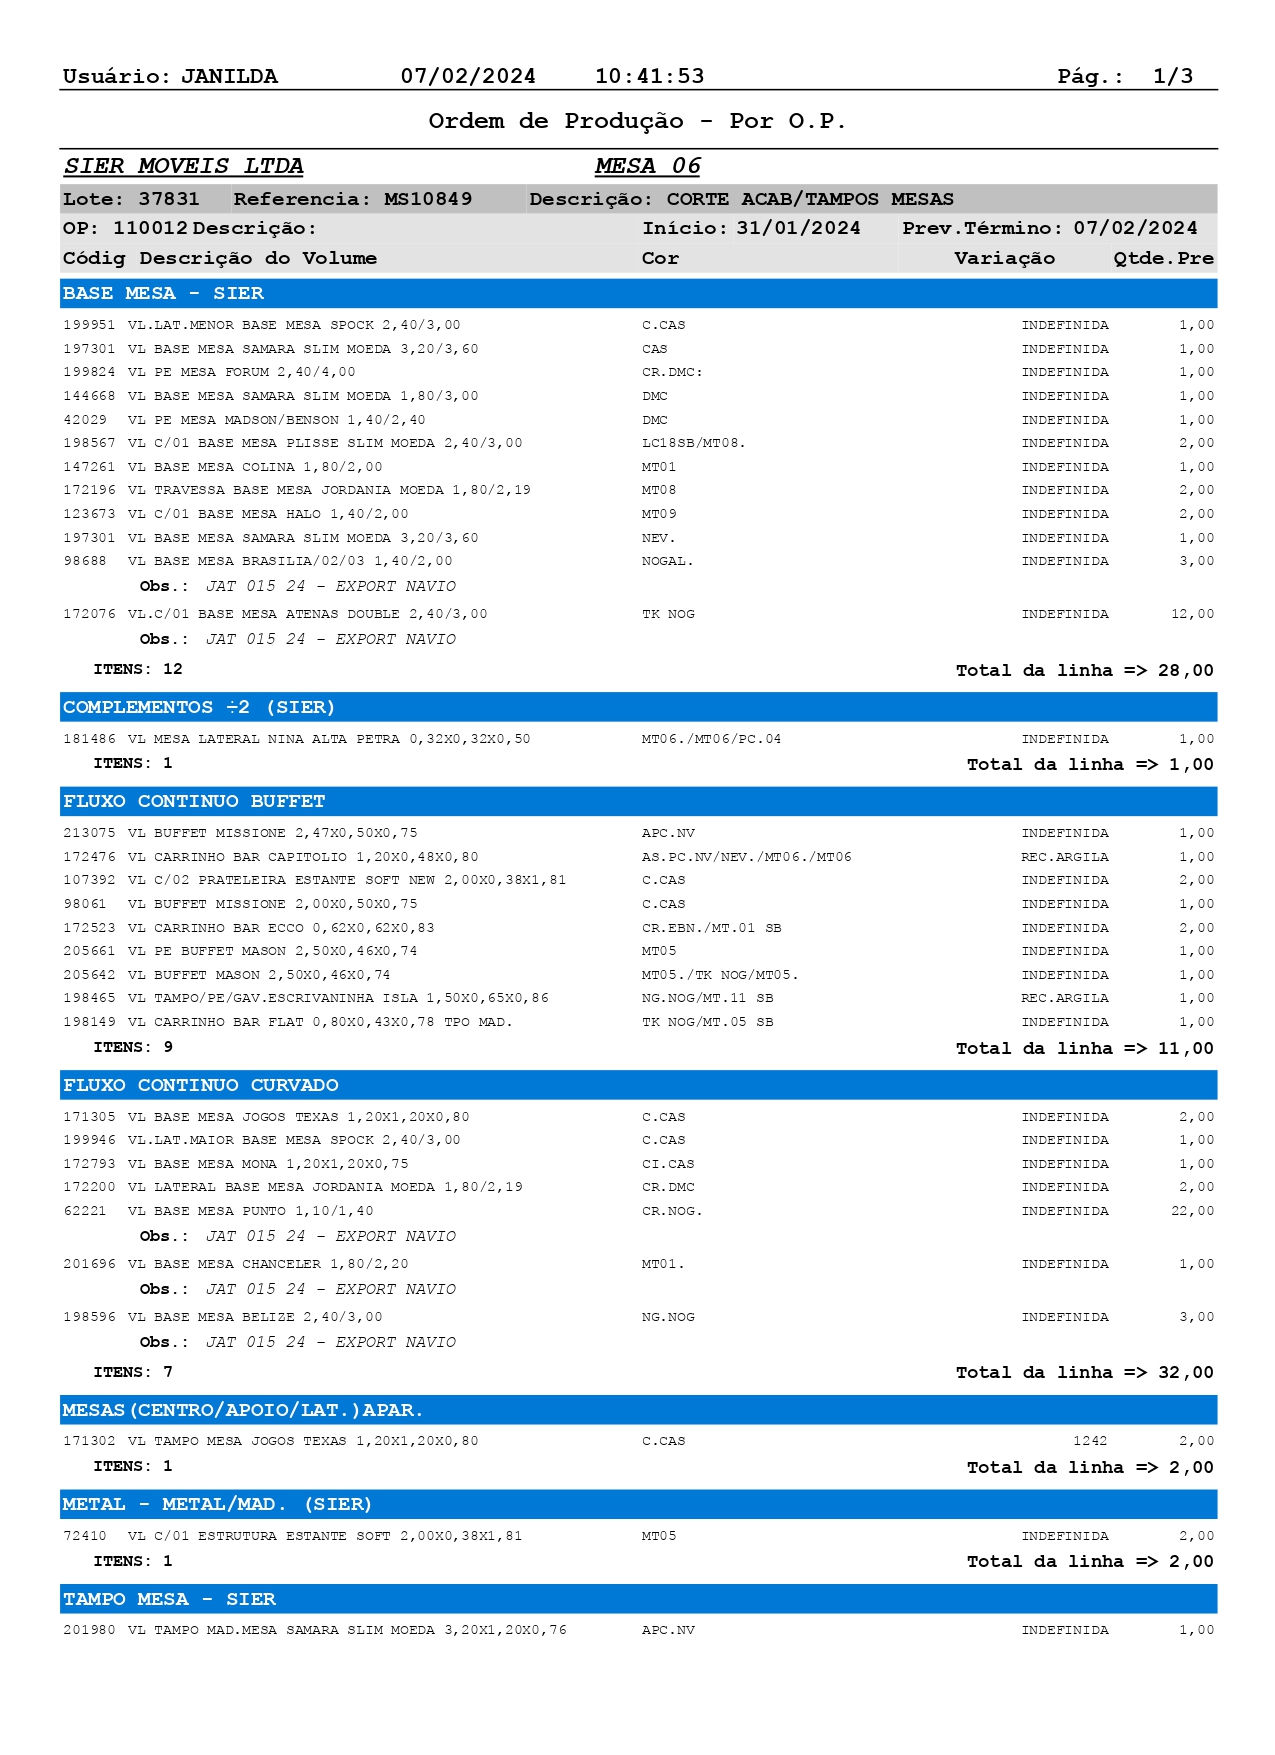 Usuário: JANILDA 07/02/2024 10:41:53 Pág.: 1/3
Ordem de Produção - Por O.P.
SIER MOVEIS LTDA MESA 06
Lote: 37831 Referencia: MS10849 Descrição: CORTE ACAB/TAMPOS MESAS
OP: 110012 Descrição: Início: 31/01/2024 Prev.Término: 07/02/2024
Códig Descrição do Volume Cor Variação Qtde.Pre
BASE MESA - SIER
199951 VL.LAT.MENOR BASE MESA SPOCK 2,40/3,00 C.CAS INDEFINIDA 1,00
197301 VL BASE MESA SAMARA SLIM MOEDA 3,20/3,60 CAS INDEFINIDA 1,00
199824 VL PE MESA FORUM 2,40/4,00 CR.DMC: INDEFINIDA 1,00
144668 VL BASE MESA SAMARA SLIM MOEDA 1,80/3,00 DMC INDEFINIDA 1,00
42029 VL PE MESA MADSON/BENSON 1,40/2,40 DMC INDEFINIDA 1,00
198567 VL C/01 BASE MESA PLISSE SLIM MOEDA 2,40/3,00 LC18SB/MT08. INDEFINIDA 2,00
147261 VL BASE MESA COLINA 1,80/2,00 MT01 INDEFINIDA 1,00
172196 VL TRAVESSA BASE MESA JORDANIA MOEDA 1,80/2,19 MT08 INDEFINIDA 2,00
123673 VL C/01 BASE MESA HALO 1,40/2,00 MT09 INDEFINIDA 2,00
197301 VL BASE MESA SAMARA SLIM MOEDA 3,20/3,60 NEV. INDEFINIDA 1,00
98688 VL BASE MESA BRASILIA/02/03 1,40/2,00 NOGAL. INDEFINIDA 3,00
Obs.: JAT 015 24 - EXPORT NAVIO
172076 VL.C/01 BASE MESA ATENAS DOUBLE 2,40/3,00 TK NOG INDEFINIDA 12,00
Obs.: JAT 015 24 - EXPORT NAVIO
ITENS: 12 Total da linha => 28,00
COMPLEMENTOS ÷2 (SIER)
181486 VL MESA LATERAL NINA ALTA PETRA 0,32X0,32X0,50 MT06./MT06/PC.04 INDEFINIDA 1,00
ITENS: 1 Total da linha => 1,00
FLUXO CONTINUO BUFFET
213075 VL BUFFET MISSIONE 2,47X0,50X0,75 APC.NV INDEFINIDA 1,00
172476 VL CARRINHO BAR CAPITOLIO 1,20X0,48X0,80 AS.PC.NV/NEV./MT06./MT06 REC.ARGILA 1,00
107392 VL C/02 PRATELEIRA ESTANTE SOFT NEW 2,00X0,38X1,81 C.CAS INDEFINIDA 2,00
98061 VL BUFFET MISSIONE 2,00X0,50X0,75 C.CAS INDEFINIDA 1,00
172523 VL CARRINHO BAR ECCO 0,62X0,62X0,83 CR.EBN./MT.01 SB INDEFINIDA 2,00
205661 VL PE BUFFET MASON 2,50X0,46X0,74 MT05 INDEFINIDA 1,00
205642 VL BUFFET MASON 2,50X0,46X0,74 MT05./TK NOG/MT05. INDEFINIDA 1,00
198465 VL TAMPO/PE/GAV.ESCRIVANINHA ISLA 1,50X0,65X0,86 NG.NOG/MT.11 SB REC.ARGILA 1,00
198149 VL CARRINHO BAR FLAT 0,80X0,43X0,78 TPO MAD. TK NOG/MT.05 SB INDEFINIDA 1,00
ITENS: 9 Total da linha => 11,00
FLUXO CONTINUO CURVADO
171305 VL BASE MESA JOGOS TEXAS 1,20X1,20X0,80 C.CAS INDEFINIDA 2,00
199946 VL.LAT.MAIOR BASE MESA SPOCK 2,40/3,00 C.CAS INDEFINIDA 1,00
172793 VL BASE MESA MONA 1,20X1,20X0,75 CI.CAS INDEFINIDA 1,00
172200 VL LATERAL BASE MESA JORDANIA MOEDA 1,80/2,19 CR.DMC INDEFINIDA 2,00
62221 VL BASE MESA PUNTO 1,10/1,40 CR.NOG. INDEFINIDA 22,00
Obs.: JAT 015 24 - EXPORT NAVIO
201696 VL BASE MESA CHANCELER 1,80/2,20 MT01. INDEFINIDA 1,00
Obs.: JAT 015 24 - EXPORT NAVIO
198596 VL BASE MESA BELIZE 2,40/3,00 NG.NOG INDEFINIDA 3,00
Obs.: JAT 015 24 - EXPORT NAVIO
ITENS: 7 Total da linha => 32,00
MESAS(CENTRO/APOIO/LAT.)APAR.
171302 VL TAMPO MESA JOGOS TEXAS 1,20X1,20X0,80 C.CAS 1242 2,00
ITENS: 1 Total da linha => 2,00
METAL - METAL/MAD. (SIER)
72410 VL C/01 ESTRUTURA ESTANTE SOFT 2,00X0,38X1,81 MT05 INDEFINIDA 2,00
ITENS: 1 Total da linha => 2,00
TAMPO MESA - SIER
201980 VL TAMPO MAD.MESA SAMARA SLIM MOEDA 3,20X1,20X0,76 APC.NV INDEFINIDA 1,00